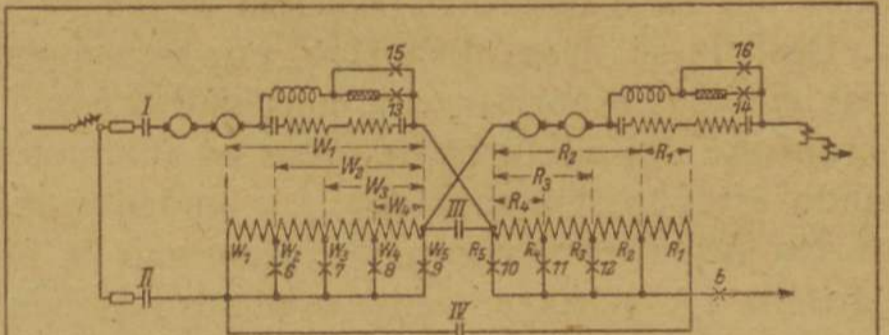 15
16
I
13
14
W₁
R₂
R₁
W₂
W₃
R₃
W₄
R₄
III
W₁
W₂
W₃
W₄
W₅
R₅
R₄
R₃
R₂
R₁
II
6
7
8
9
10
11
12
b
IV